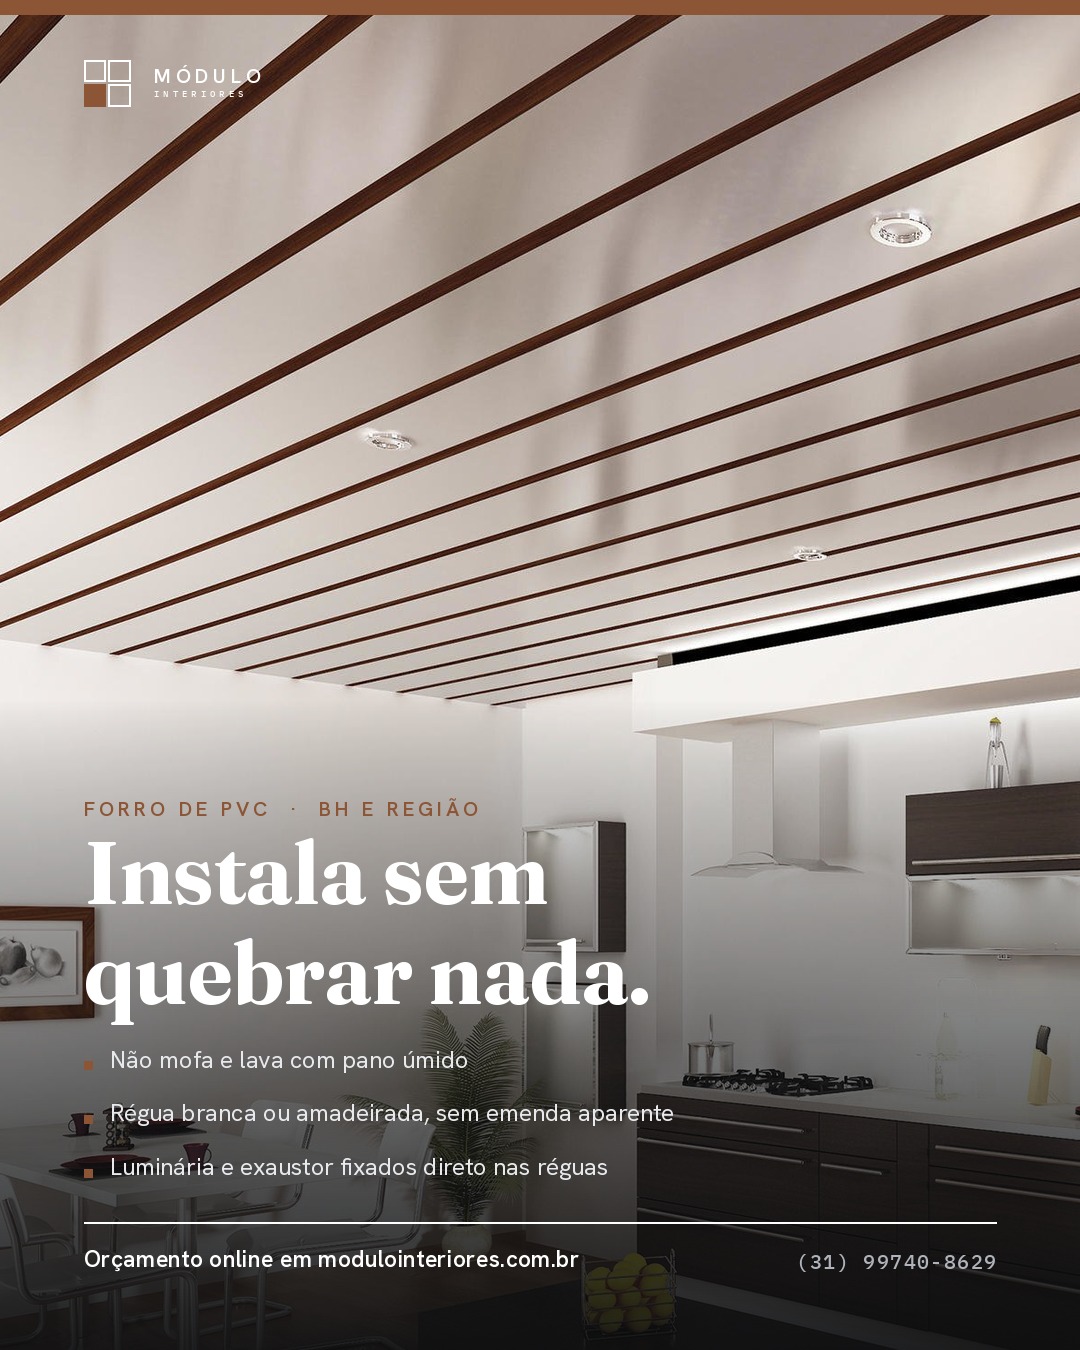 MÓDULO
INTERIORES
FORRO DE PVC · BH E REGIÃO
Instala sem
quebrar nada.
Não mofa e lava com pano úmido
Régua branca ou amadeirada, sem emenda aparente
Luminária e exaustor fixados direto nas réguas
Orçamento online em modulointeriores.com.br
(31) 99740-8629